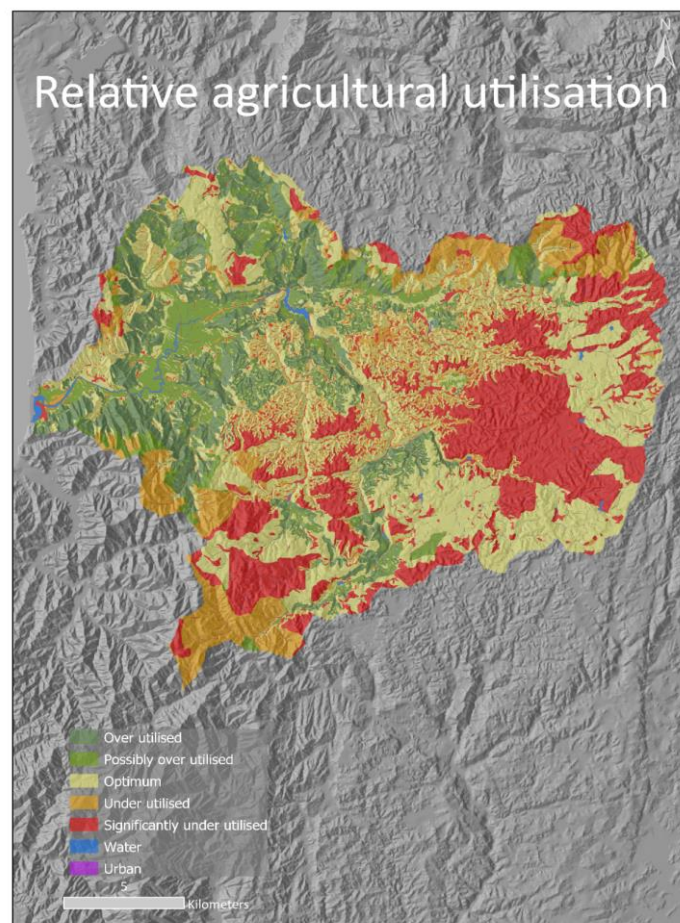 N
Relative agricultural utilisation
Over utilised
Possibly over utilised
Optimum
Under utilised
Significantly under utilised
Water
Urban
5
Kilometers